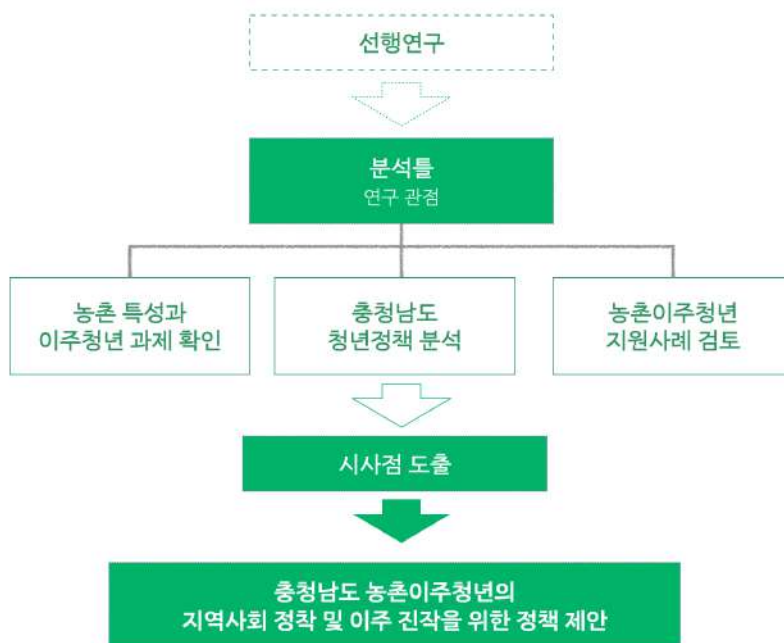 선행연구
분석틀
연구 관점
농촌 특성과
이주청년 과제 확인
충청남도
청년정책 분석
농촌이주청년
지원사례 검토
시사점 도출
충청남도 농촌이주청년의
지역사회 정착 및 이주 진작을 위한 정책 제안